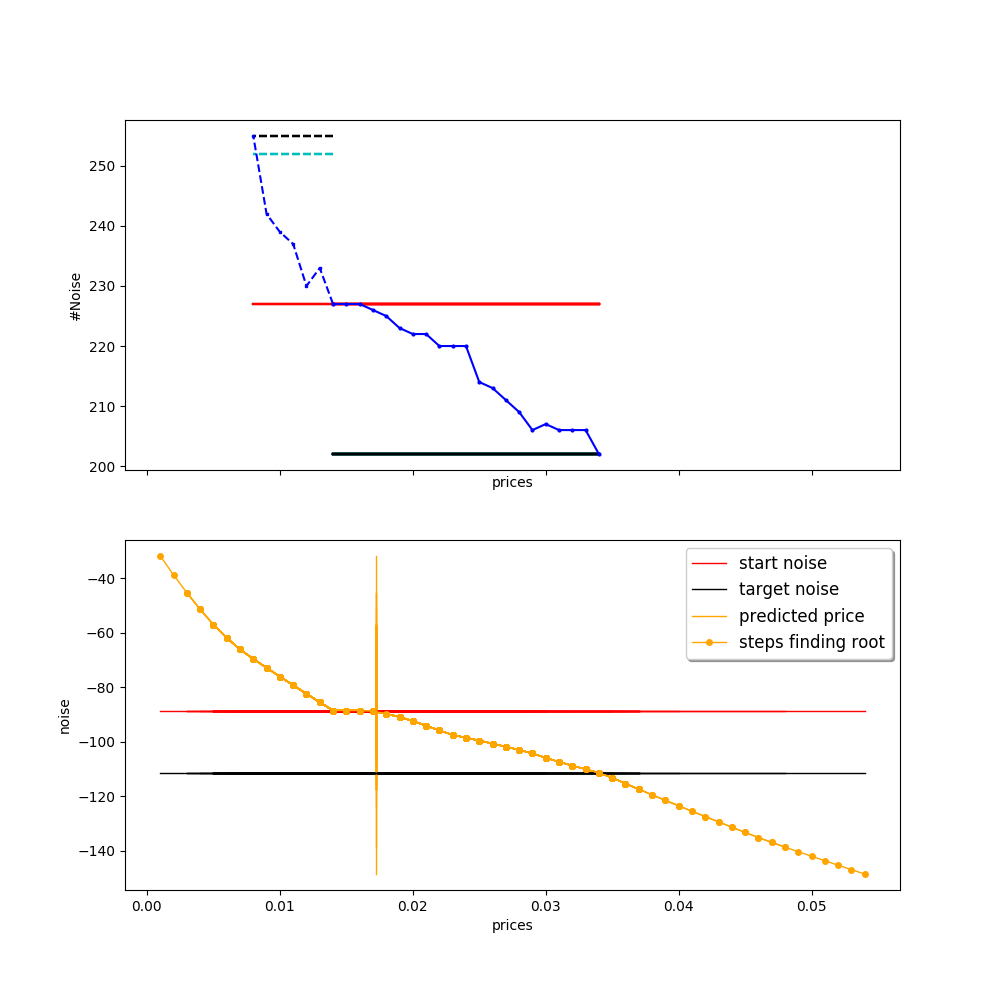 250
240
230
220
210
200
#Noise
prices
−40
−60
−80
−100
−120
−140
noise
start noise
target noise
predicted price
steps finding root
0.00 0.01 0.02 0.03 0.04 0.05
prices